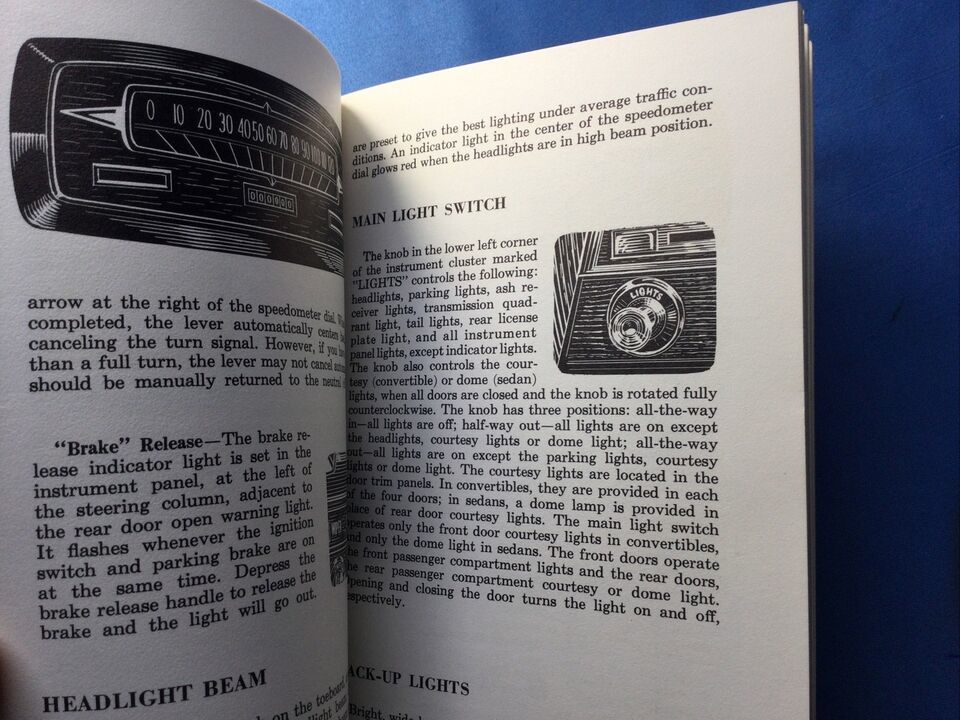 0 10 20 30 40 50 60 70 80 90 100 110 120
000000
arrow at the right of the speedometer dial.
completed, the lever automatically centers
canceling the turn signal. However, if you
than a full turn, the lever may not cancel
should be manually returned to the neutral
"Brake" Release—The brake re-
lease indicator light is set in the
instrument panel, at the left of
the steering column, adjacent to
the rear door open warning light.
It flashes whenever the ignition
switch and parking brake are on
at the same time. Depress the
brake release handle to release the
brake and the light will go out.
HEADLIGHT BEAM
on the toeboard
are preset to give the best lighting under average traffic con-
ditions. An indicator light in the center of the speedometer
dial glows red when the headlights are in high beam position.
MAIN LIGHT SWITCH
The knob in the lower left corner
of the instrument cluster marked
"LIGHTS" controls the following:
headlights, parking lights, ash re-
ceiver lights, transmission quad-
rant light, tail lights, rear license
plate light, and all instrument
panel lights, except indicator lights.
The knob also controls the cour-
tesy (convertible) or dome (sedan)
LIGHTS
lights, when all doors are closed and the knob is rotated fully
counterclockwise. The knob has three positions: all-the-way
in—all lights are off; half-way out—all lights are on except
the headlights, courtesy lights or dome light; all-the-way
out—all lights are on except the parking lights, courtesy
lights or dome light. The courtesy lights are located in the
door trim panels. In convertibles, they are provided in each
of the four doors; in sedans, a dome lamp is provided in
place of rear door courtesy lights. The main light switch
operates only the front door courtesy lights in convertibles,
and only the dome light in sedans. The front doors operate
the front passenger compartment lights and the rear doors,
the rear passenger compartment courtesy or dome light.
Opening and closing the door turns the light on and off,
respectively.
ACK-UP LIGHTS
Bright,